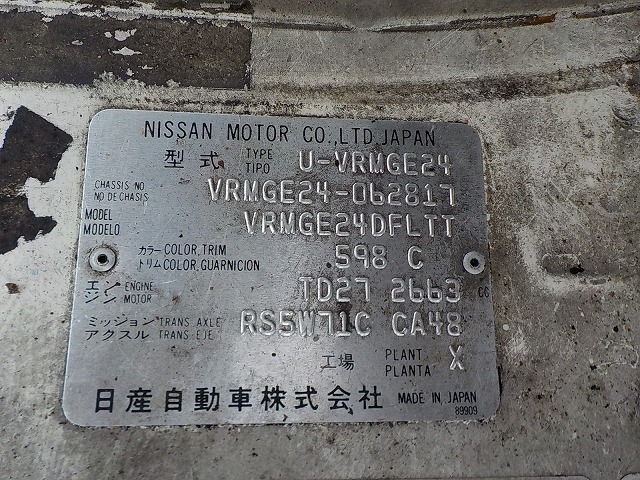 NISSAN MOTOR CO.,LTD.JAPAN
型式 TYPE TIPO U-VRMGE24
CHASSIS NO NO DE CHASIS VRMGE24-062817
MODEL MODELO VRMGE24DFLTT
カラー COLOR,TRIM トリム COLOR,GUARNICION 598 C
エンジン ENGINE MOTOR TD27 2663 CC
ミッション TRANS AXLE アクスル TRANS-EJE RS5W71C CA48
工場 PLANT PLANTA X
日産自動車株式会社 MADE IN JAPAN
89909